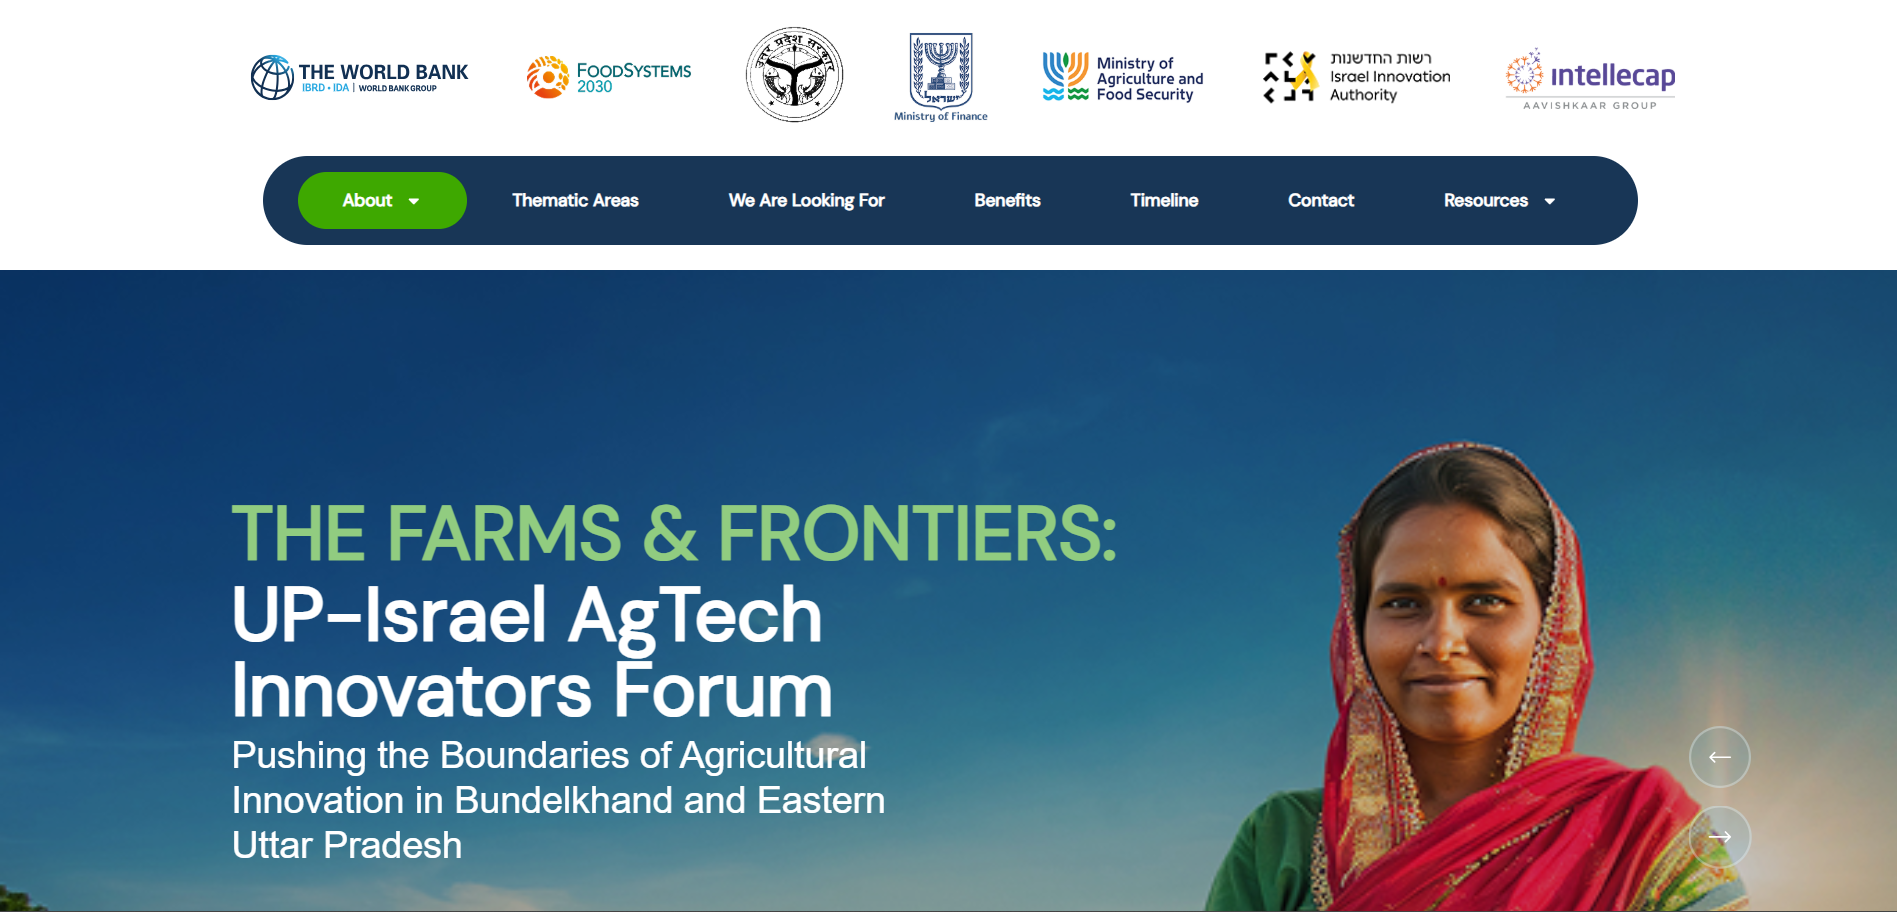 THE WORLD BANK
IBRD • IDA | WORLD BANK GROUP
FOODSYSTEMS
2030
उत्तर प्रदेश सरकार
ישראל
Ministry of Finance
Ministry of
Agriculture and
Food Security
רשות החדשנות
Israel Innovation
Authority
ıntellecap
AAVISHKAAR GROUP
About
Thematic Areas
We Are Looking For
Benefits
Timeline
Contact
Resources
THE FARMS & FRONTIERS:
UP-Israel AgTech
Innovators Forum
Pushing the Boundaries of Agricultural
Innovation in Bundelkhand and Eastern
Uttar Pradesh